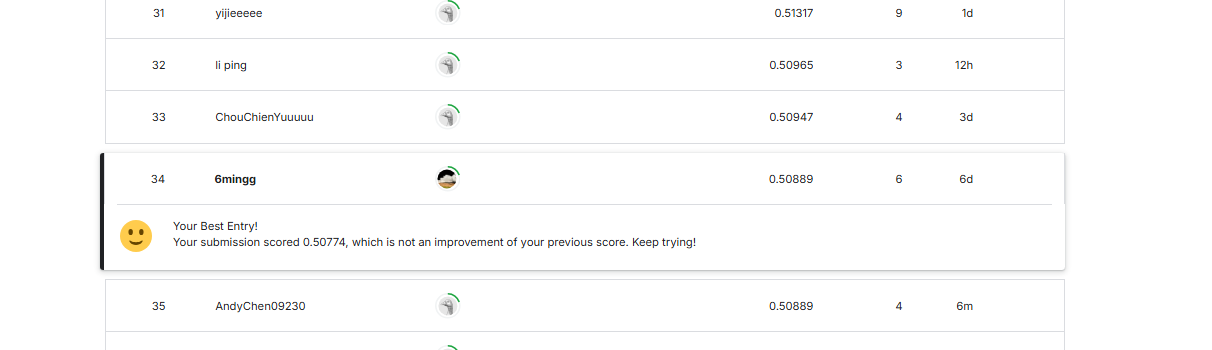 31 yijieeeee 0.51317 9 1d
32 li ping 0.50965 3 12h
33 ChouChienYuuuuu 0.50947 4 3d
34 6mingg 0.50889 6 6d
Your Best Entry!
Your submission scored 0.50774, which is not an improvement of your previous score. Keep trying!
35 AndyChen09230 0.50889 4 6m